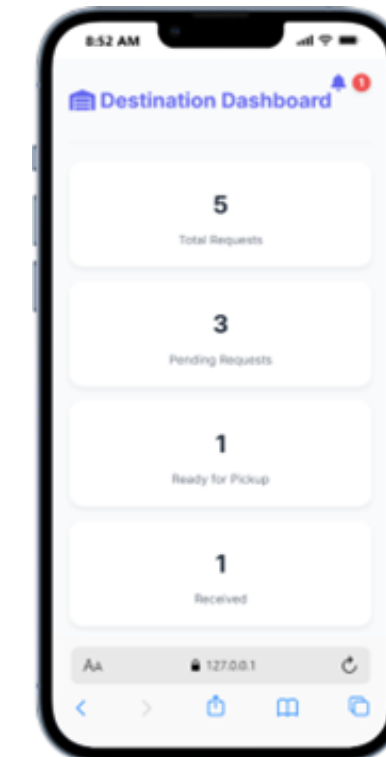 8:52 AM
1
Destination Dashboard
5
Total Requests
3
Pending Requests
1
Ready for Pickup
1
Received
AA
127.0.0.1